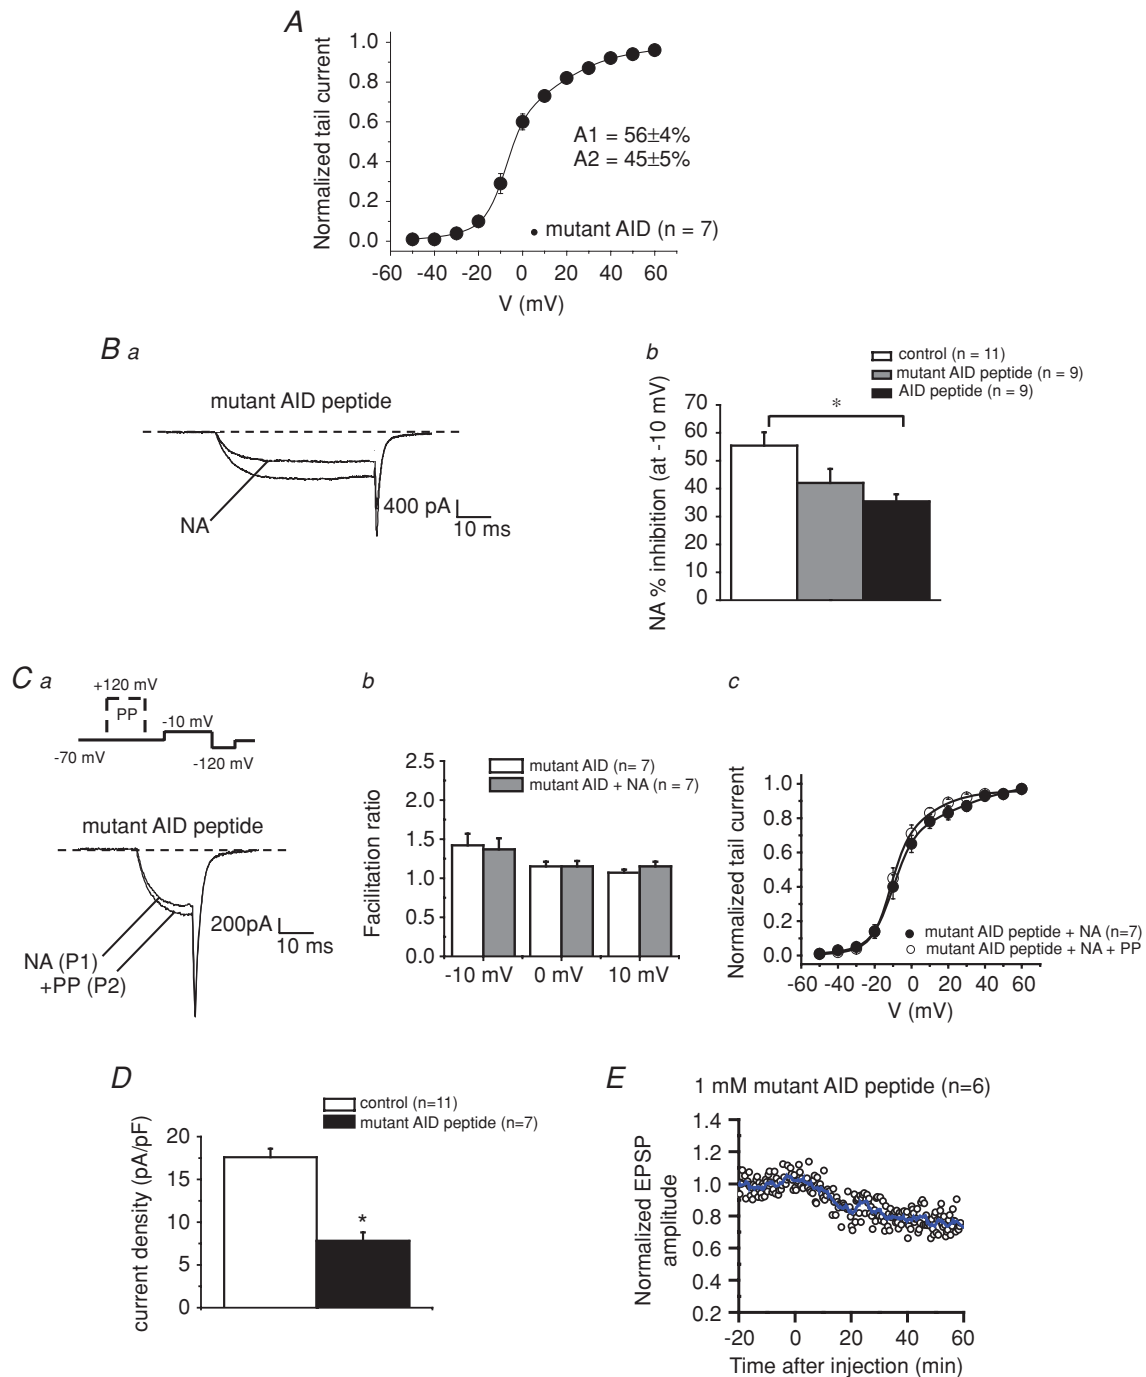 A
Normalized tail current
1.0
0.8
0.6
0.4
0.2
0.0
A1 = 56±4%
A2 = 45±5%
mutant AID (n = 7)
-60 -40 -20 0 20 40 60
V (mV)
B a
mutant AID peptide
NA
400 pA
10 ms
b
control (n = 11)
mutant AID peptide (n = 9)
AID peptide (n = 9)
NA % inhibition (at -10 mV)
70
60
50
40
30
20
10
0
*
C a
+120 mV
PP
-10 mV
-70 mV
-120 mV
mutant AID peptide
200pA
10 ms
NA (P1)
+PP (P2)
b
Facilitation ratio
2.5
2.0
1.5
1.0
0.5
0.0
mutant AID (n= 7)
mutant AID + NA (n = 7)
-10 mV 0 mV 10 mV
c
Normalized tail current
1.0
0.8
0.6
0.4
0.2
0.0
mutant AID peptide + NA (n=7)
mutant AID peptide + NA + PP
-60 -40 -20 0 20 40 60
V (mV)
D
control (n=11)
mutant AID peptide (n=7)
current density (pA/pF)
20
15
10
5
0
*
E
1 mM mutant AID peptide (n=6)
Normalized EPSP
amplitude
1.4
1.2
1.0
0.8
0.6
0.4
0.2
-20 0 20 40 60
Time after injection (min)